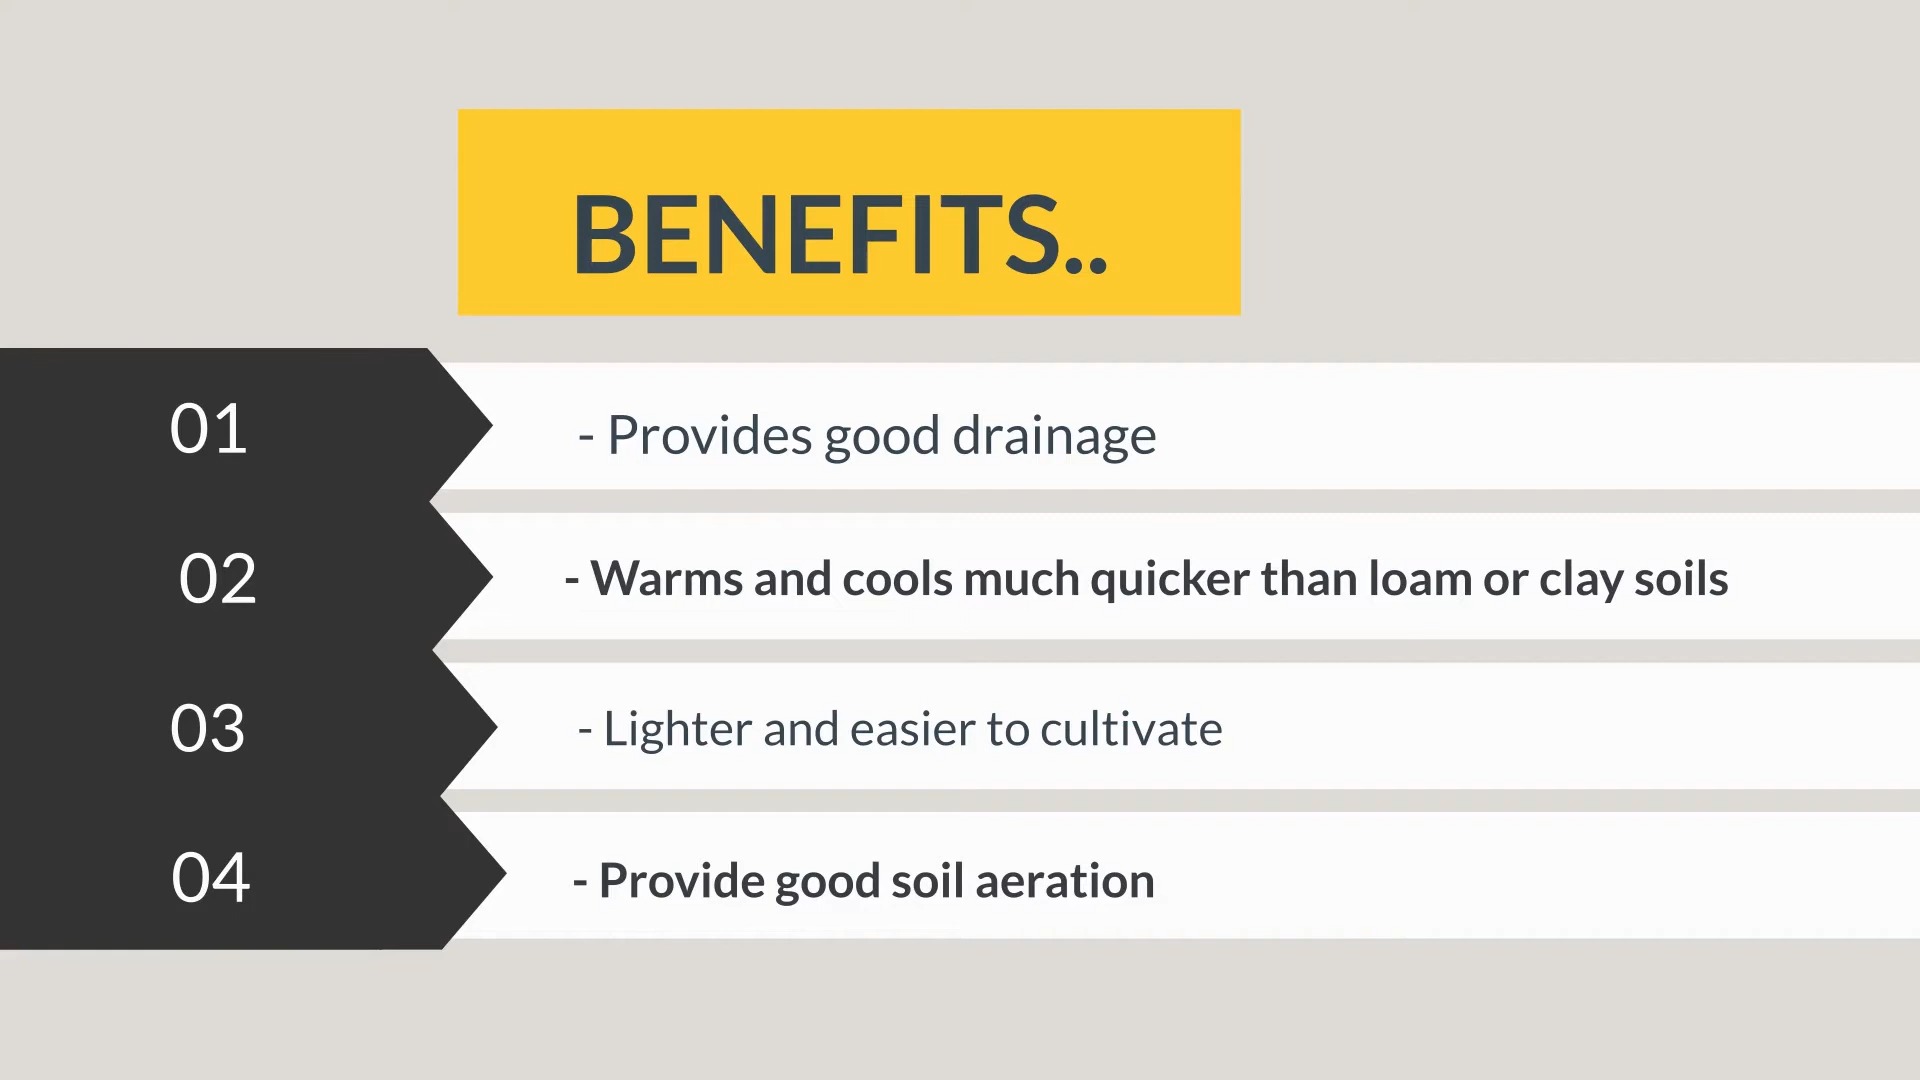 BENEFITS..
01
- Provides good drainage
02
- Warms and cools much quicker than loam or clay soils
03
- Lighter and easier to cultivate
04
- Provide good soil aeration